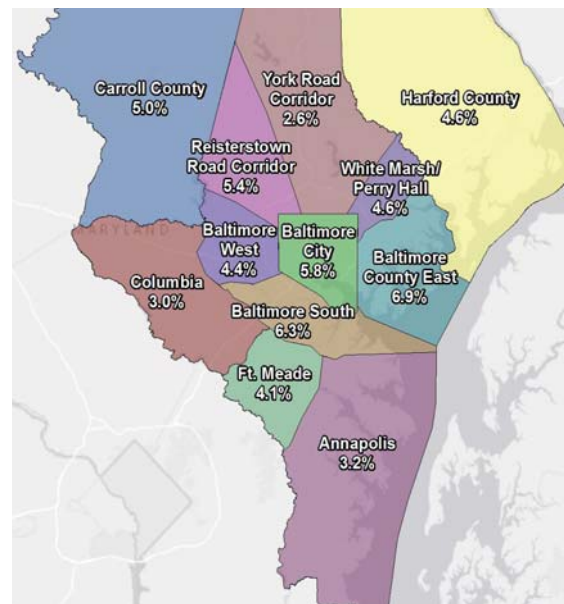 Carroll County
5.0%
York Road
Corridor
2.6%
Harford County
4.6%
Reisterstown
Road Corridor
5.4%
White Marsh/
Perry Hall
4.6%
MARYLAND
Baltimore
West
4.4%
Baltimore
City
5.8%
Baltimore
County East
6.9%
Columbia
3.0%
Baltimore South
6.3%
Ft. Meade
4.1%
Annapolis
3.2%